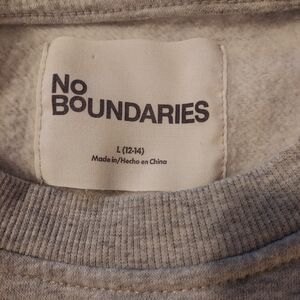 NO
BOUNDARIES
L (12-14)
Made in/Hecho en China